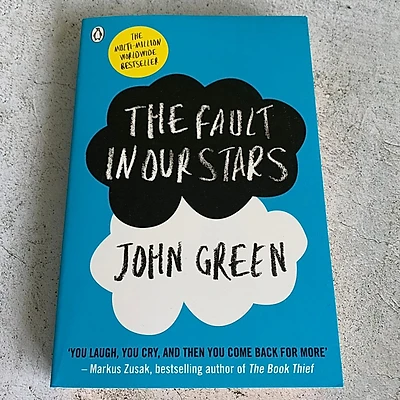 THE
MULTI-MILLION
WORLDWIDE
BESTSELLER
THE FAULT
IN OUR STARS
JOHN GREEN
'YOU LAUGH, YOU CRY, AND THEN YOU COME BACK FOR MORE'
– Markus Zusak, bestselling author of The Book Thief